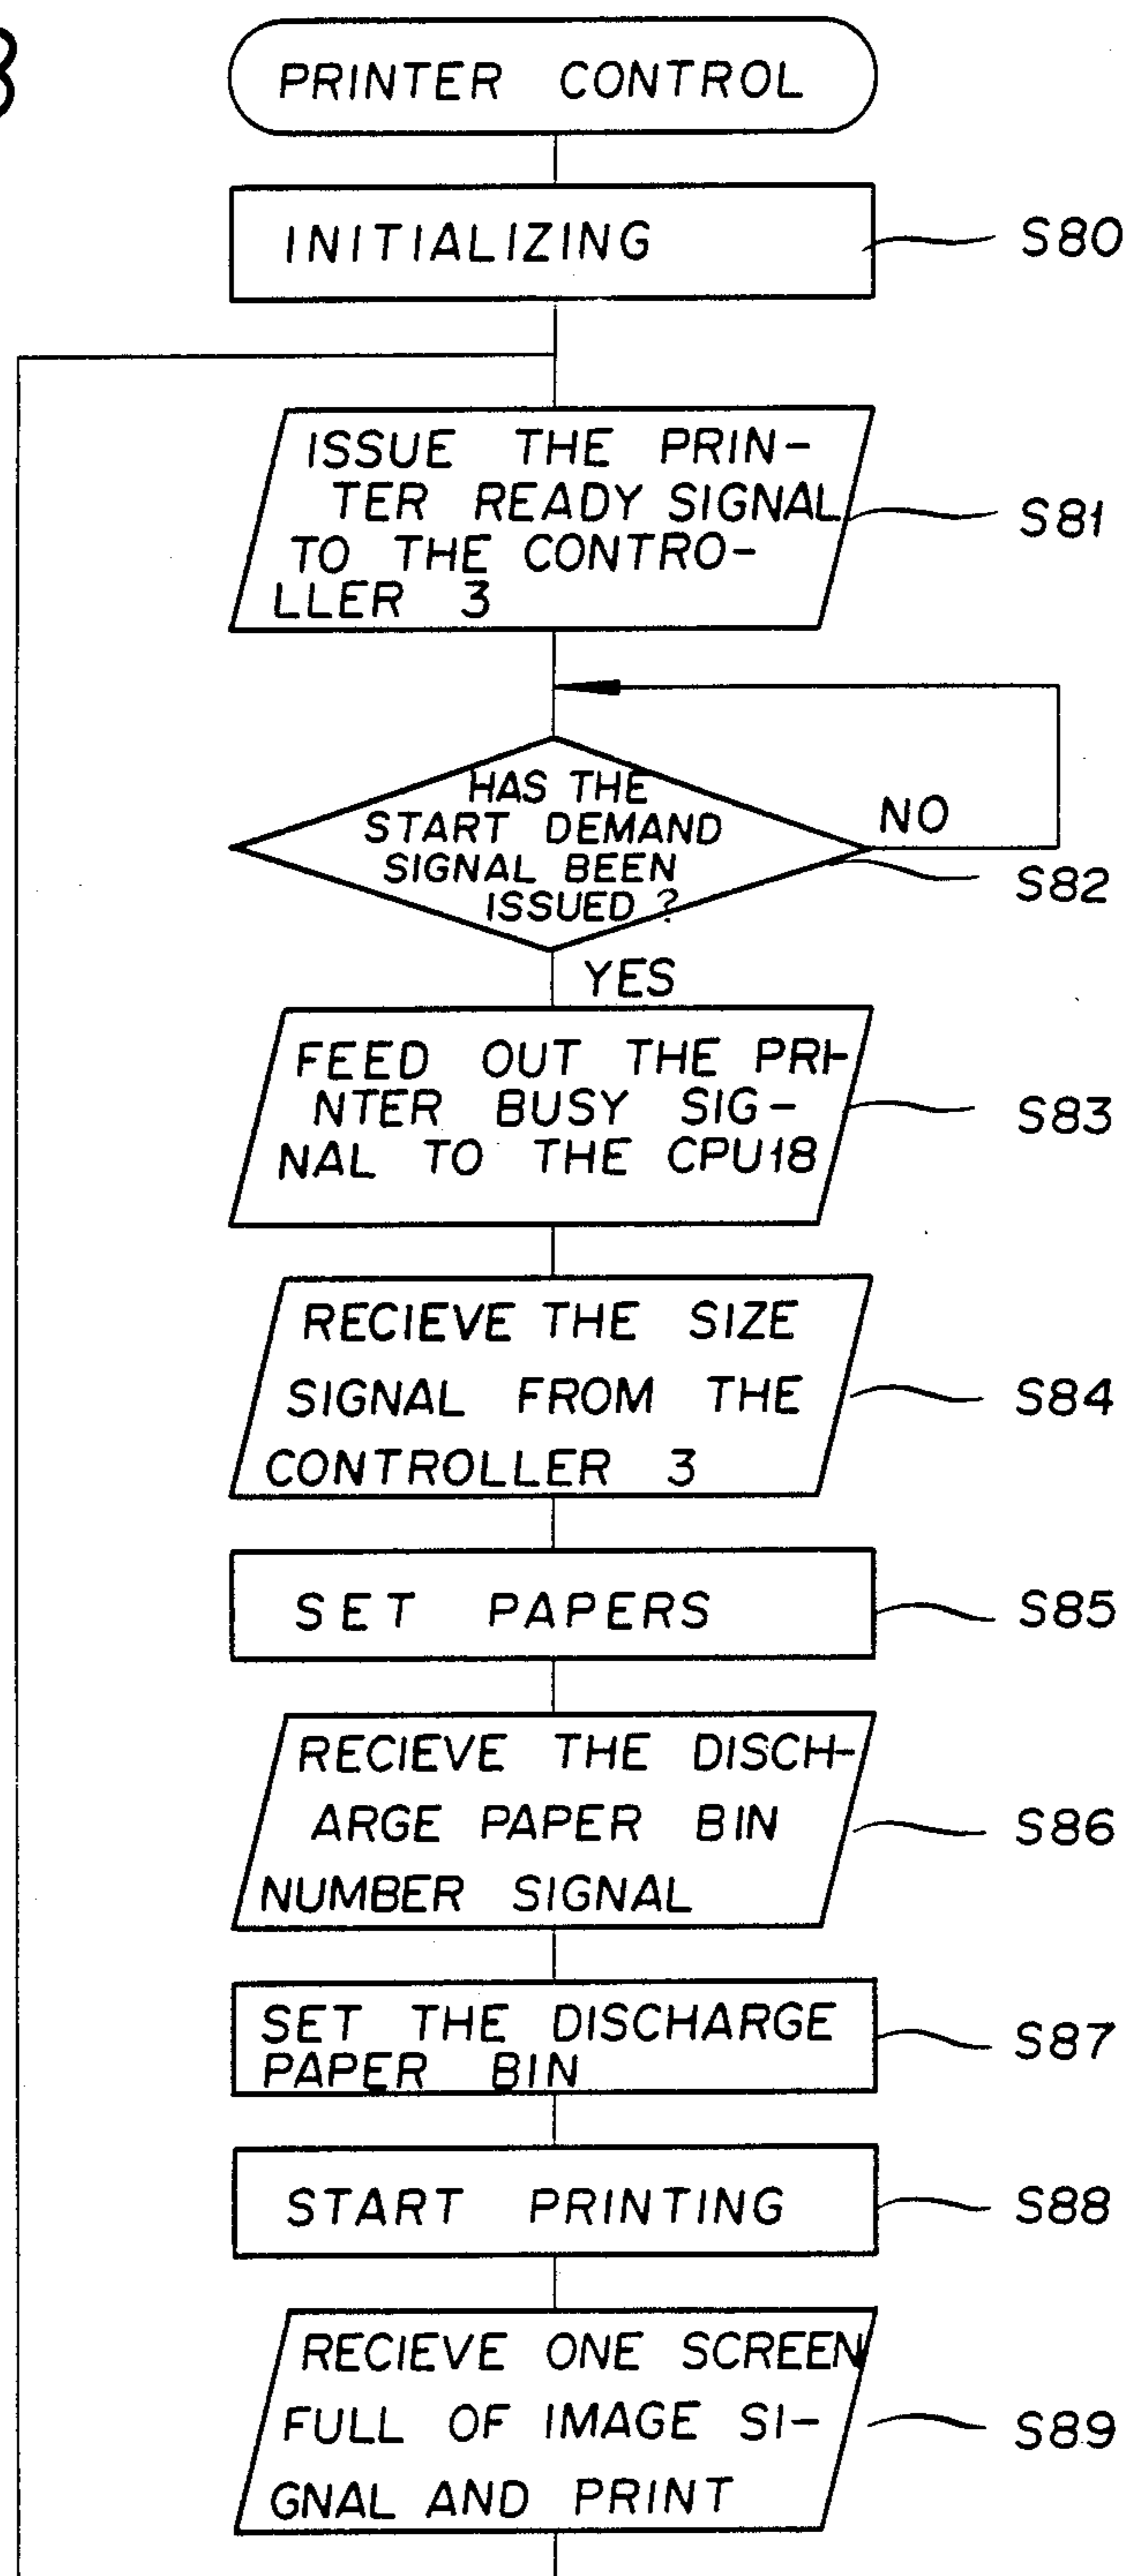 PRINTER CONTROL
INITIALIZING
S80
ISSUE THE PRIN-
TER READY SIGNAL
TO THE CONTRO-
LLER 3
S81
HAS THE
START DEMAND
SIGNAL BEEN
ISSUED ?
NO
S82
YES
FEED OUT THE PRI-
NTER BUSY SIG-
NAL TO THE CPU18
S83
RECIEVE THE SIZE
SIGNAL FROM THE
CONTROLLER 3
S84
SET PAPERS
S85
RECIEVE THE DISCH-
ARGE PAPER BIN
NUMBER SIGNAL
S86
SET THE DISCHARGE
PAPER BIN
S87
START PRINTING
S88
RECIEVE ONE SCREEN
FULL OF IMAGE SI-
GNAL AND PRINT
S89